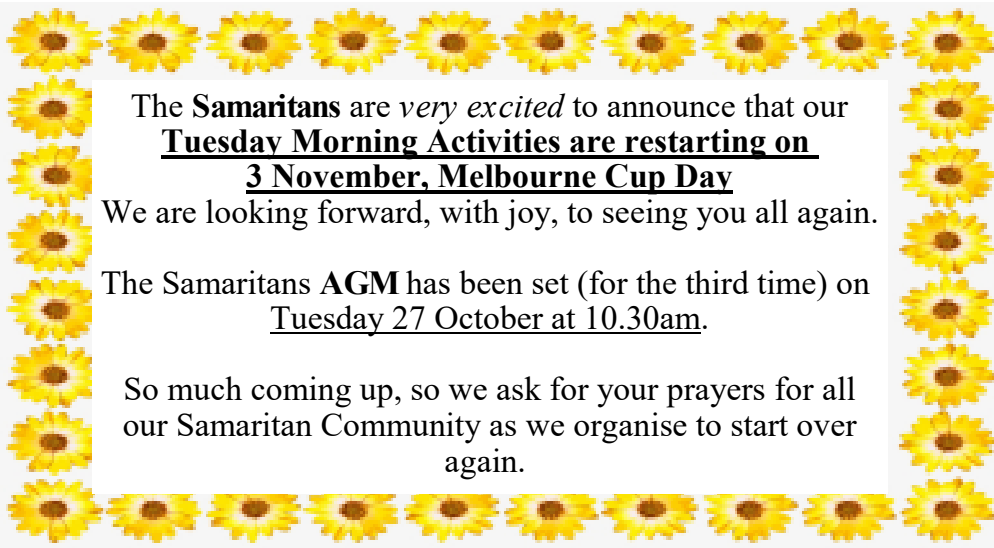 The Samaritans are very excited to announce that our
Tuesday Morning Activities are restarting on
3 November, Melbourne Cup Day
We are looking forward, with joy, to seeing you all again.
The Samaritans AGM has been set (for the third time) on
Tuesday 27 October at 10.30am.
So much coming up, so we ask for your prayers for all
our Samaritan Community as we organise to start over
again.